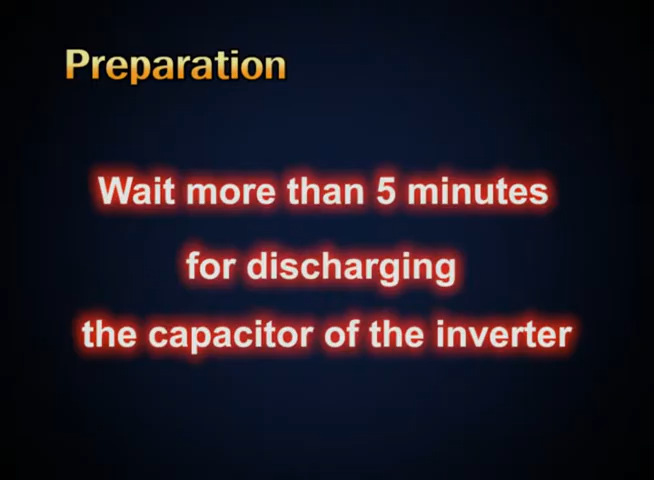 Preparation
Wait more than 5 minutes
for discharging
the capacitor of the inverter